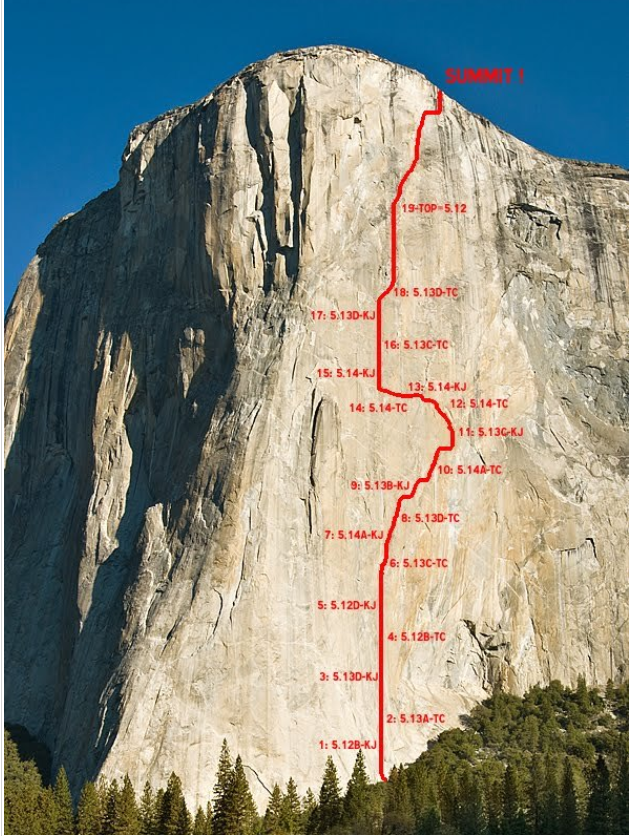 SUMMIT !
19-TOP=5.12
18: 5.13D-TC
17: 5.13D-KJ
16: 5.13C-TC
15: 5.14-KJ
13: 5.14-KJ
14: 5.14-TC
12: 5.14-TC
11: 5.13C-KJ
10: 5.14A-TC
9: 5.13B-KJ
8: 5.13D-TC
7: 5.14A-KJ
6: 5.13C-TC
5: 5.12D-KJ
4: 5.12B-TC
3: 5.13D-KJ
2: 5.13A-TC
1: 5.12B-KJ